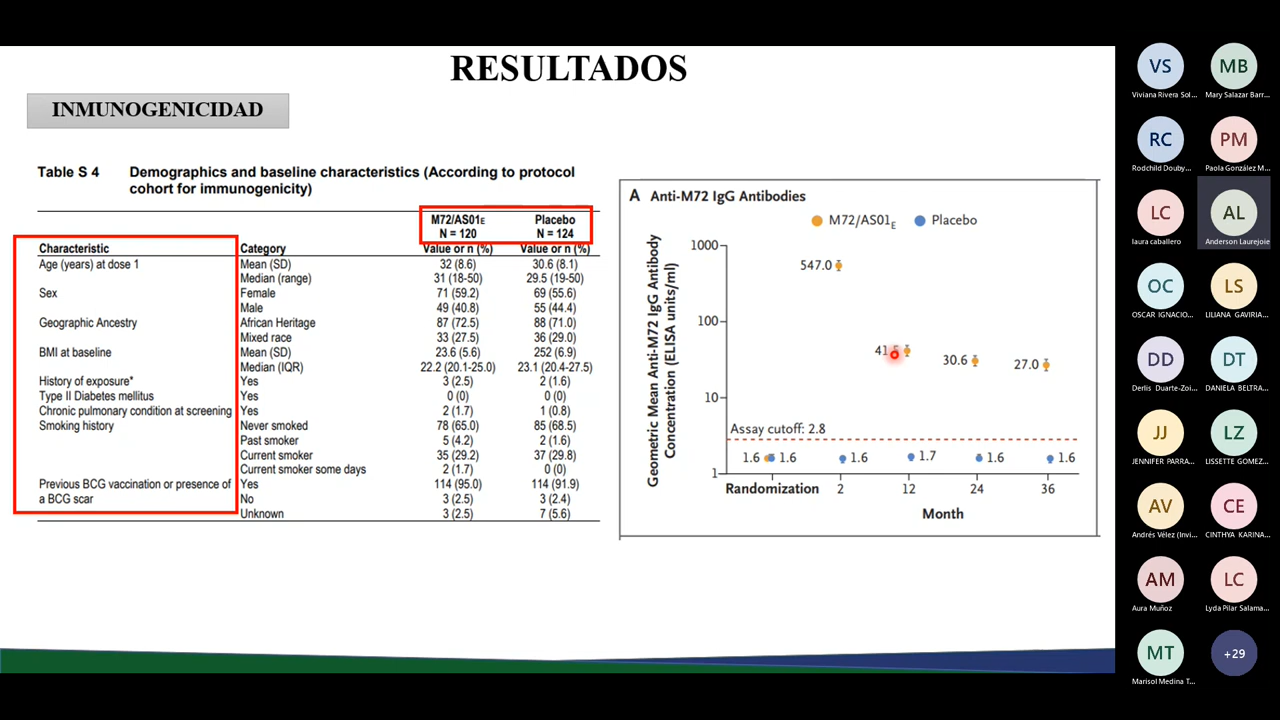 RESULTADOS
INMUNOGENICIDAD
Table S 4 Demographics and baseline characteristics (According to protocol
cohort for immunogenicity)
M72/AS01E Placebo
N = 120 N = 124
Characteristic Category Value or n (%) Value or n (%)
Age (years) at dose 1 Mean (SD) 32 (8.6) 30.6 (8.1)
Median (range) 31 (18-50) 29.5 (19-50)
Sex Female 71 (59.2) 69 (55.6)
Male 49 (40.8) 55 (44.4)
Geographic Ancestry African Heritage 87 (72.5) 88 (71.0)
Mixed race 33 (27.5) 36 (29.0)
BMI at baseline Mean (SD) 23.6 (5.6) 252 (6.9)
Median (IQR) 22.2 (20.1-25.0) 23.1 (20.4-27.5)
History of exposure* Yes 3 (2.5) 2 (1.6)
Type II Diabetes mellitus Yes 0 (0) 0 (0)
Chronic pulmonary condition at screening Yes 2 (1.7) 1 (0.8)
Smoking history Never smoked 78 (65.0) 85 (68.5)
Past smoker 5 (4.2) 2 (1.6)
Current smoker 35 (29.2) 37 (29.8)
Current smoker some days 2 (1.7) 0 (0)
Previous BCG vaccination or presence of Yes 114 (95.0) 114 (91.9)
a BCG scar No 3 (2.5) 3 (2.4)
Unknown 3 (2.5) 7 (5.6)
A Anti-M72 IgG Antibodies
M72/AS01E Placebo
Geometric Mean Anti-M72 IgG Antibody
Concentration (ELISA units/ml)
1000
100
10
1
547.0
41
30.6
27.0
Assay cutoff: 2.8
1.6 1.6 1.6 1.7 1.6 1.6
Randomization 2 12 24 36
Month
VS
Viviana Rivera Sol...
MB
Mary Salazar Barr...
RC
Rodchild Douby...
PM
Paola González M...
LC
laura caballero
AL
Anderson Laurejoie
OC
OSCAR IGNACIO...
LS
LILIANA GAVIRIA...
DD
Derlis Duarte-Zoi...
DT
DANIELA BELTRA...
JJ
JENNIFER PARRA...
LZ
LISSETTE GOMEZ...
AV
Andrés Vélez (Invi...
CE
CINTHYA KARINA...
AM
Aura Muñoz
LC
Lyda Pilar Salama...
MT
Marisol Medina T...
+29